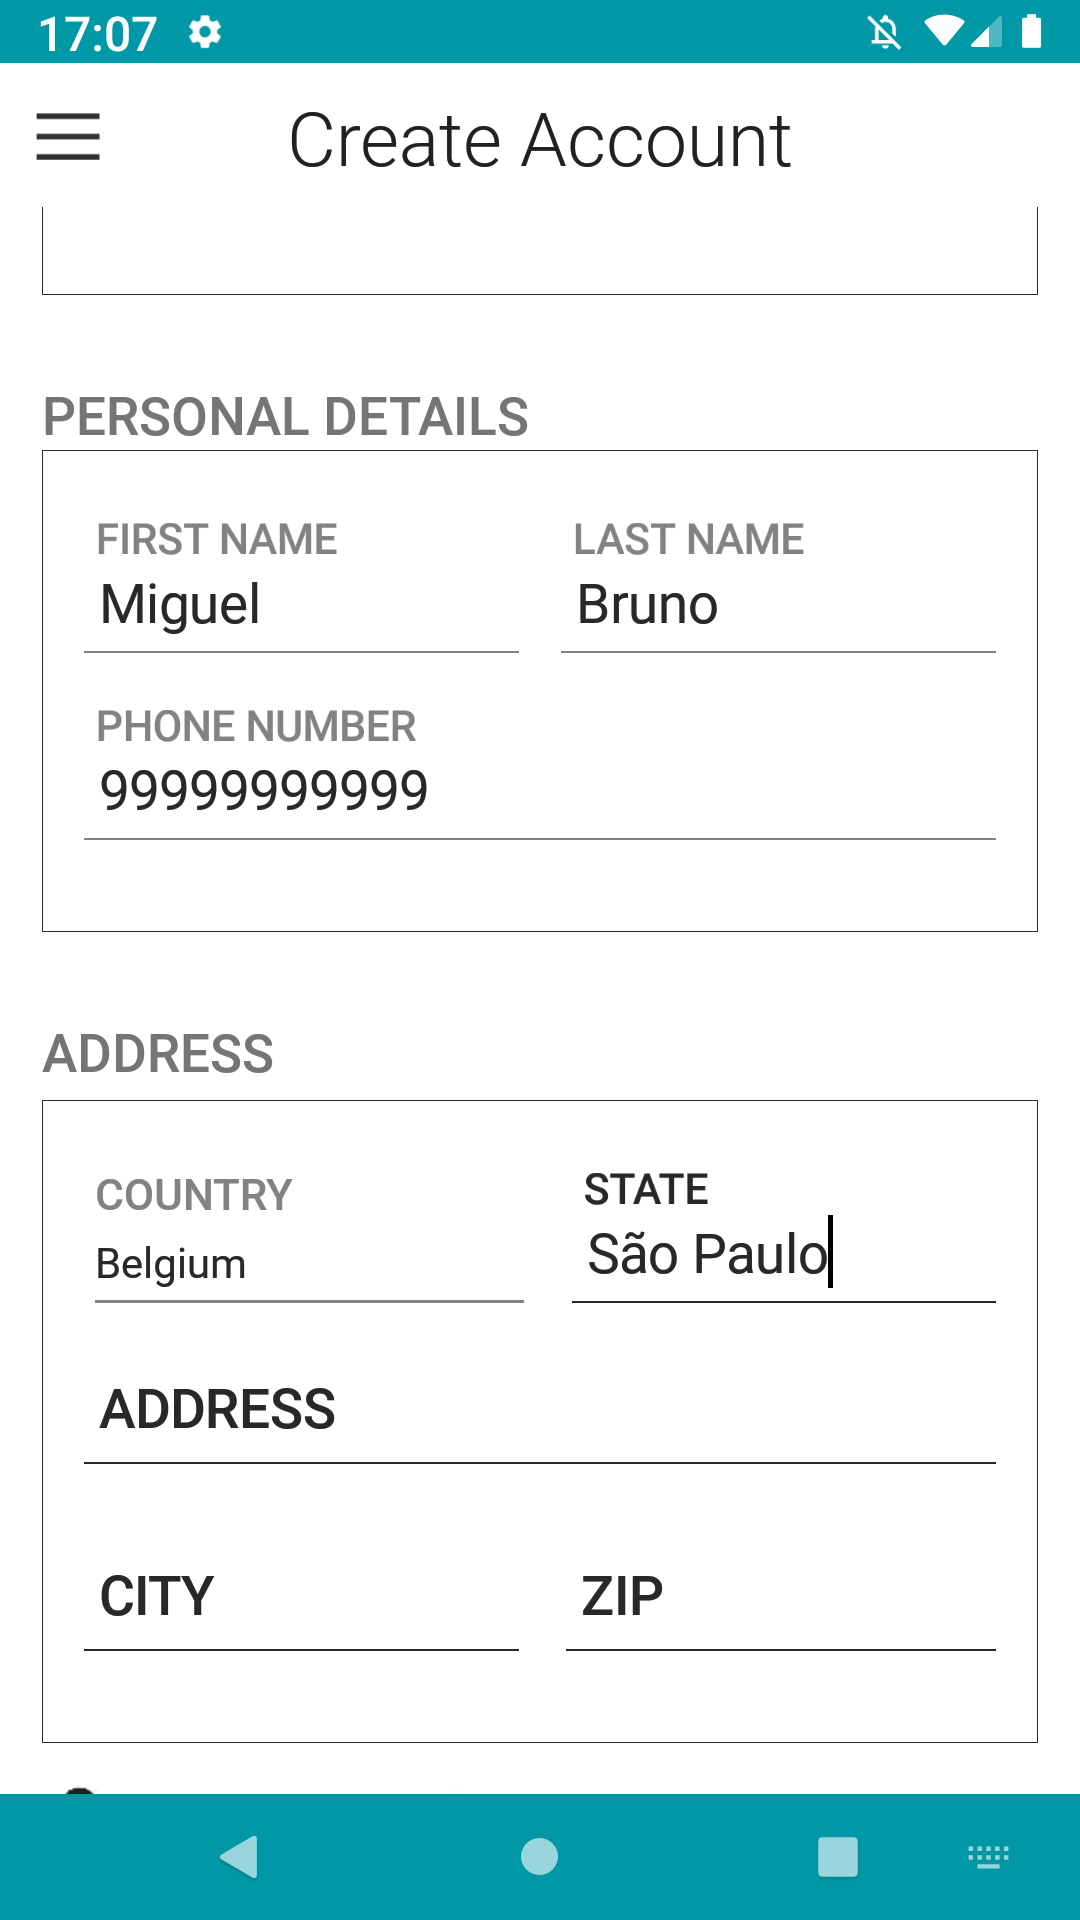 17:07
Create Account
PERSONAL DETAILS
FIRST NAME LAST NAME
Miguel Bruno
PHONE NUMBER
99999999999
ADDRESS
COUNTRY STATE
Belgium São Paulo
ADDRESS
CITY ZIP